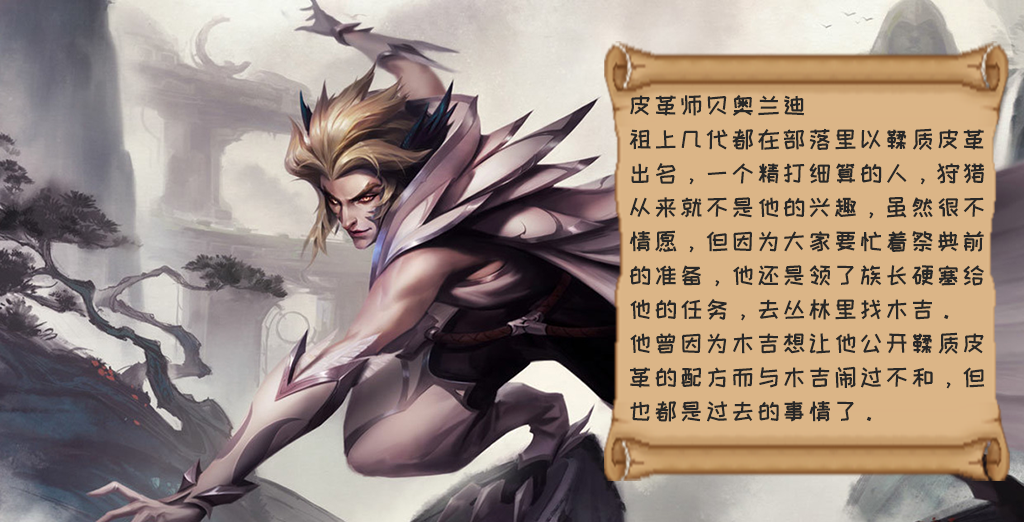 皮革师贝奥兰迪
祖上几代都在部落里以鞣质皮革
出名，一个精打细算的人，狩猎
从来就不是他的兴趣，虽然很不
情愿，但因为大家要忙着祭典前
的准备，他还是领了族长硬塞给
他的任务，去丛林里找木吉．
他曾因为木吉想让他公开鞣质皮
革的配方而与木吉闹过不和，但
也都是过去的事情了．